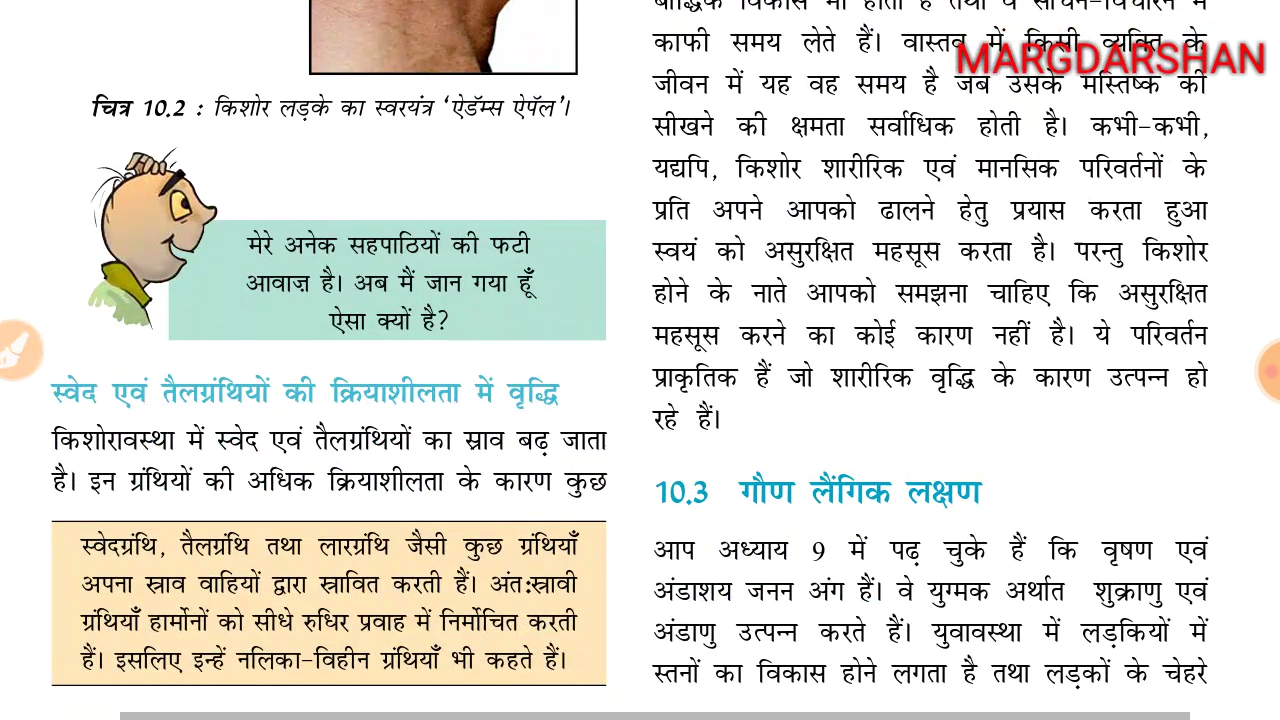 चित्र 10.2 : किशोर लड़के का स्वरयंत्र ‘ऐडॅम्स ऐपॅल’।
मेरे अनेक सहपाठियों की फटी
आवाज़ है। अब मैं जान गया हूँ
ऐसा क्यों है?
स्वेद एवं तैलग्रंथियों की क्रियाशीलता में वृद्धि
किशोरावस्था में स्वेद एवं तैलग्रंथियों का स्राव बढ़ जाता
है। इन ग्रंथियों की अधिक क्रियाशीलता के कारण कुछ
स्वेदग्रंथि, तैलग्रंथि तथा लारग्रंथि जैसी कुछ ग्रंथियाँ
अपना स्राव वाहियों द्वारा स्रावित करती हैं। अंत:स्रावी
ग्रंथियाँ हार्मोनों को सीधे रुधिर प्रवाह में निर्मोचित करती
हैं। इसलिए इन्हें नलिका-विहीन ग्रंथियाँ भी कहते हैं।
बौद्धिक विकास भी होता है तथा वे सोचने-विचारने में
काफी समय लेते हैं। वास्तव में किसी व्यक्ति के
MARGDARSHAN
जीवन में यह वह समय है जब उसके मस्तिष्क की
सीखने की क्षमता सर्वाधिक होती है। कभी-कभी,
यद्यपि, किशोर शारीरिक एवं मानसिक परिवर्तनों के
प्रति अपने आपको ढालने हेतु प्रयास करता हुआ
स्वयं को असुरक्षित महसूस करता है। परन्तु किशोर
होने के नाते आपको समझना चाहिए कि असुरक्षित
महसूस करने का कोई कारण नहीं है। ये परिवर्तन
प्राकृतिक हैं जो शारीरिक वृद्धि के कारण उत्पन्न हो
रहे हैं।
10.3 गौण लैंगिक लक्षण
आप अध्याय 9 में पढ़ चुके हैं कि वृषण एवं
अंडाशय जनन अंग हैं। वे युग्मक अर्थात शुक्राणु एवं
अंडाणु उत्पन्न करते हैं। युवावस्था में लड़कियों में
स्तनों का विकास होने लगता है तथा लड़कों के चेहरे